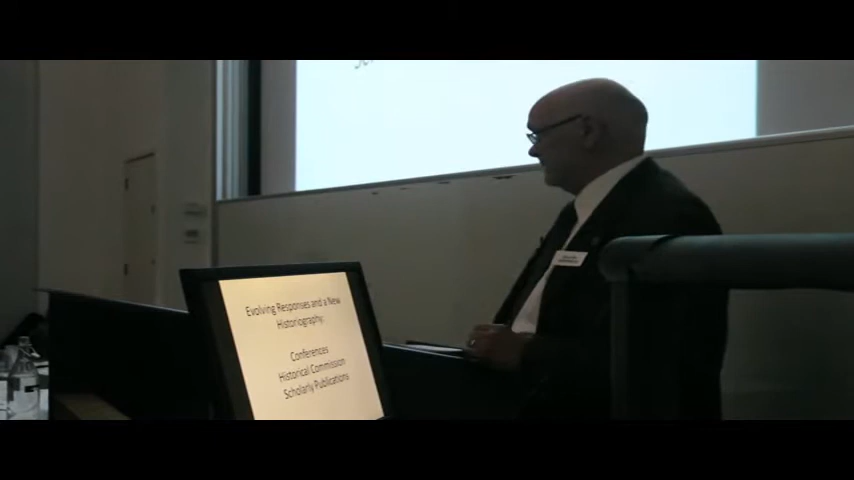 Evolving Responses and a New
Historiography:
Conferences
Historical Commission
Scholarly Publications